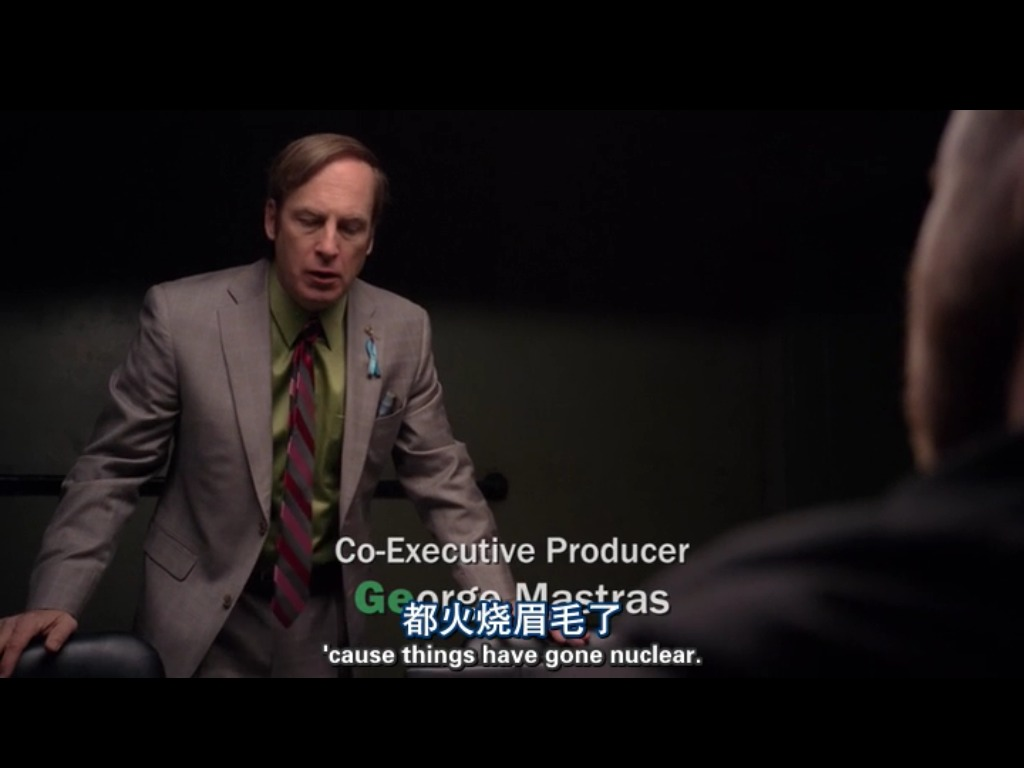 Co-Executive Producer
George Mastras
都火烧眉毛了
'cause things have gone nuclear.